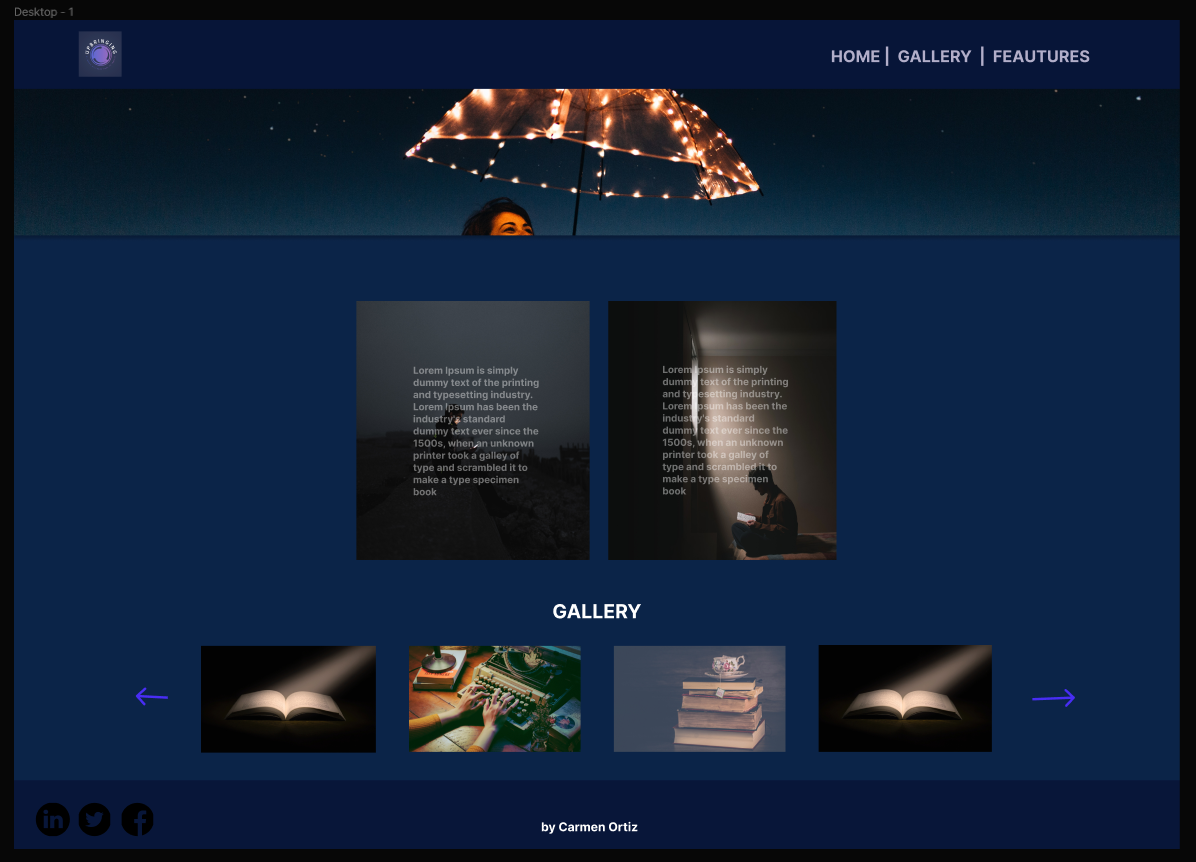 Desktop - 1
UPBRINGING
HOME | GALLERY | FEAUTURES
Lorem Ipsum is simply
dummy text of the printing
and typesetting industry.
Lorem Ipsum has been the
industry's standard
dummy text ever since the
1500s, when an unknown
printer took a galley of
type and scrambled it to
make a type specimen
book
Lorem Ipsum is simply
dummy text of the printing
and typesetting industry.
Lorem Ipsum has been the
industry's standard
dummy text ever since the
1500s, when an unknown
printer took a galley of
type and scrambled it to
make a type specimen
book
GALLERY
in
f
by Carmen Ortiz